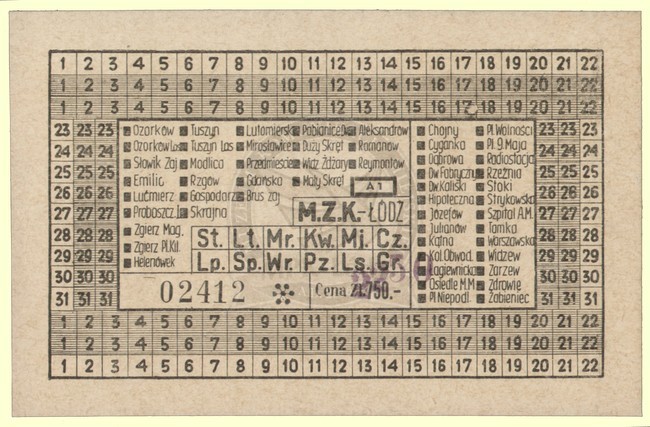 1 2 3 4 5 6 7 8 9 10 11 12 13 14 15 16 17 18 19 20 21 22
1 2 3 4 5 6 7 8 9 10 11 12 13 14 15 16 17 18 19 20 21 22
1 2 3 4 5 6 7 8 9 10 11 12 13 14 15 16 17 18 19 20 21 22
23 23 23 Ozorków Tuszyn Lutomiersk Pabianice Aleksandrów Chojny Pl.Wolności 23 23 23
24 24 24 Ozorków Las Tuszyn Las Mirosławice Duży Skręt Romanów Cyganka Pl.9 Maja 24 24 24
Słowik Zaj Modlica Przedmieście Widz. Żdżary Reymontów Dąbrowa Radiostacja
25 25 25 Emilia Rzgów Gdańska Mały Skręt Dw.Fabryczny Rzeźnia 25 25 25
26 26 26 Lućmierz Gospodarz Brus zaj A1 Dw.Kaliski Stoki 26 26 26
27 27 27 Proboszcz. Skrajna M.Z.K.-ŁÓDŹ Hipoteczna Strykowska 27 27 27
Zgierz Mag. Józefów Szpital A.M.
28 28 28 Zgierz Pl.Kil. St. Lt. Mr. Kw. Mj. Cz. Julianów Tomka 28 28 28
29 29 29 Helenówek Lp. Sp. Wr. Pz. Ls. Gr. Kątna Warszawska 29 29 29
Kol.Obwod. Widzew
30 30 30 02412 Cena zł.750.- Łagiewnicka Zarzew 30 30 30
Osiedle M.M Zdrowie
31 31 31 Pl Niepodl. Żabieniec 31 31 31
1 2 3 4 5 6 7 8 9 10 11 12 13 14 15 16 17 18 19 20 21 22
1 2 3 4 5 6 7 8 9 10 11 12 13 14 15 16 17 18 19 20 21 22
1 2 3 4 5 6 7 8 9 10 11 12 13 14 15 16 17 18 19 20 21 22